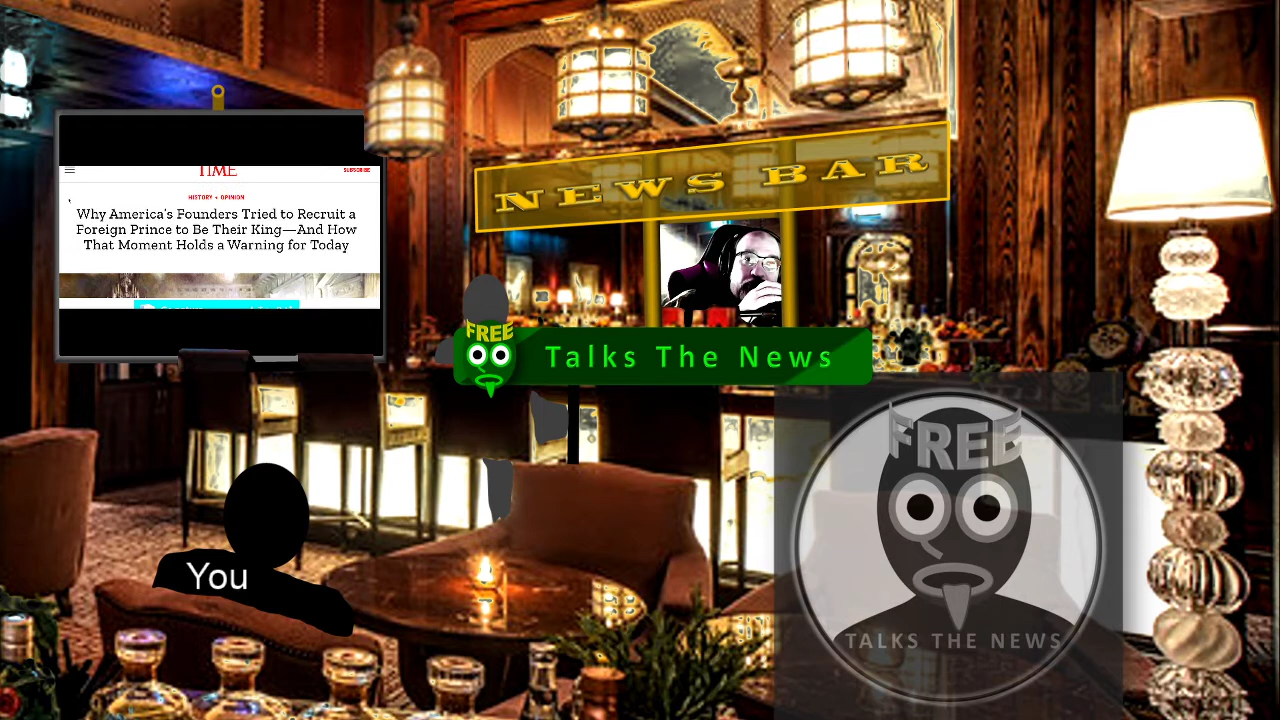 TIME
SUBSCRIBE
HISTORY • OPINION
Why America's Founders Tried to Recruit a
Foreign Prince to Be Their King—And How
That Moment Holds a Warning for Today
NEWS BAR
FREE
Talks The News
You
FREE
TALKS THE NEWS